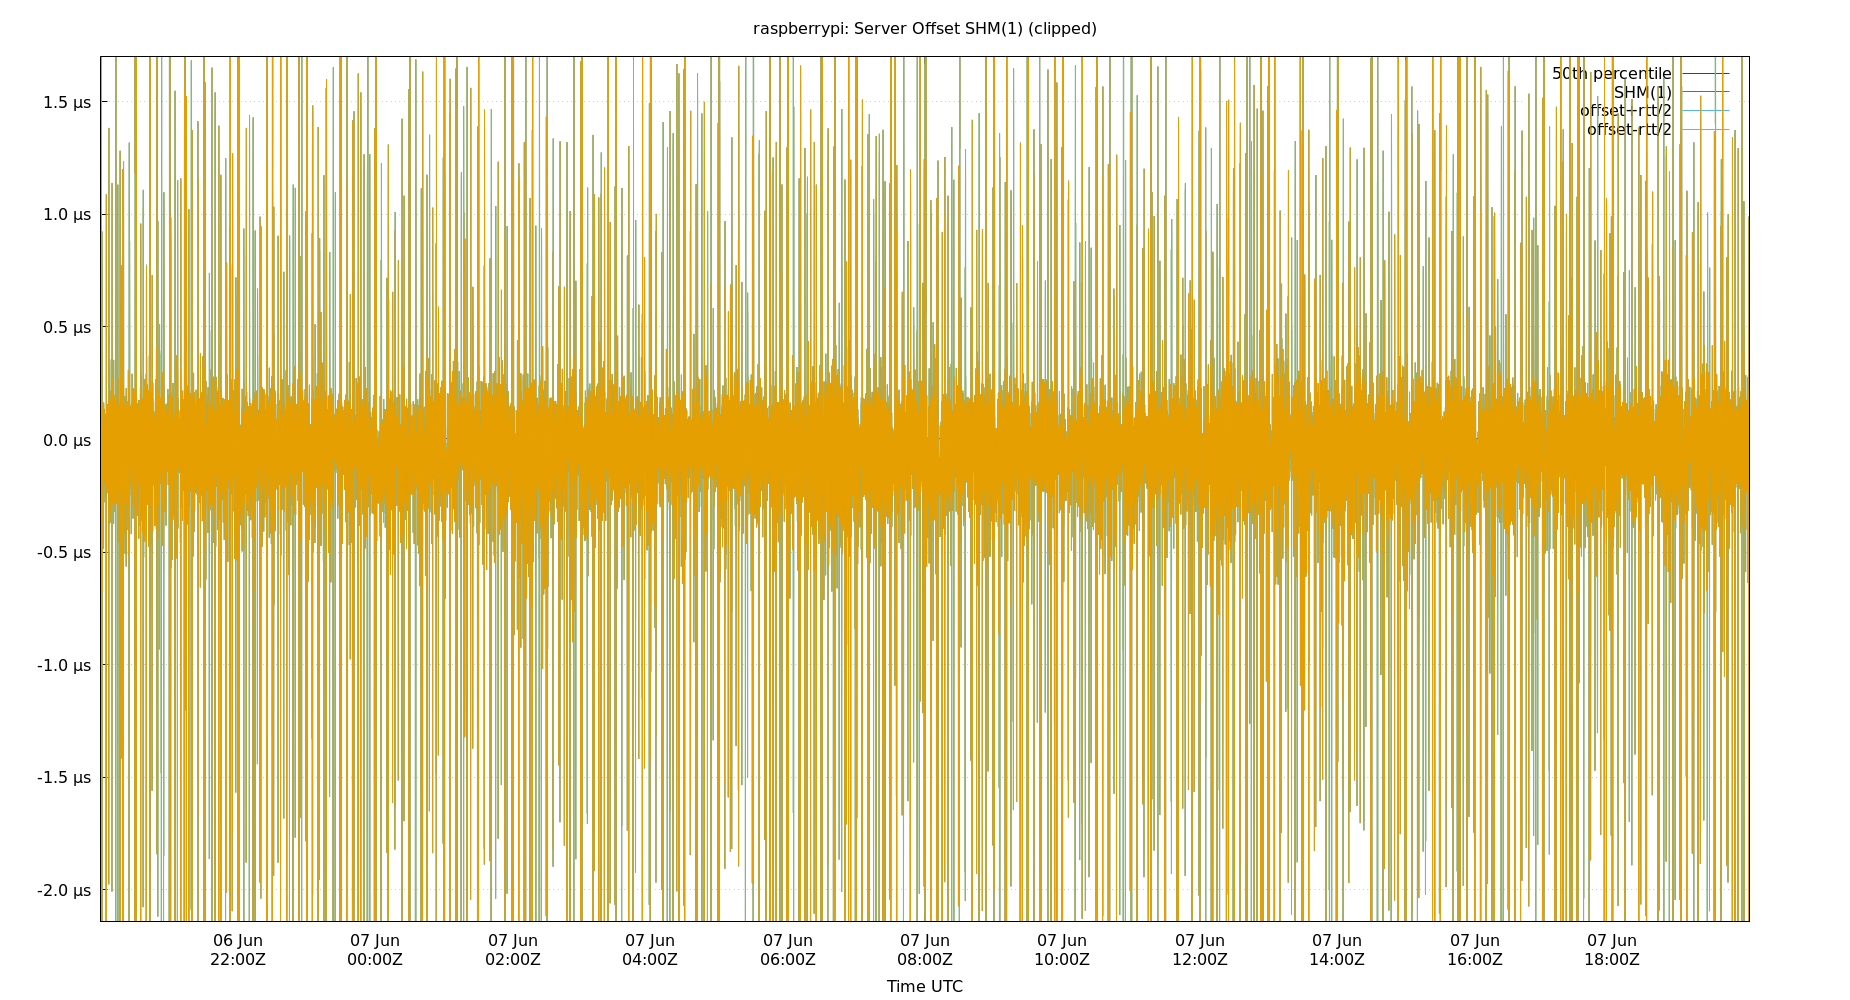 raspberrypi: Server Offset SHM(1) (clipped)
50th percentile
SHM(1)
offset+rtt/2
offset-rtt/2
1.5 µs
1.0 µs
0.5 µs
0.0 µs
-0.5 µs
-1.0 µs
-1.5 µs
-2.0 µs
06 Jun 07 Jun 07 Jun 07 Jun 07 Jun 07 Jun 07 Jun 07 Jun 07 Jun 07 Jun 07 Jun
22:00Z 00:00Z 02:00Z 04:00Z 06:00Z 08:00Z 10:00Z 12:00Z 14:00Z 16:00Z 18:00Z
Time UTC